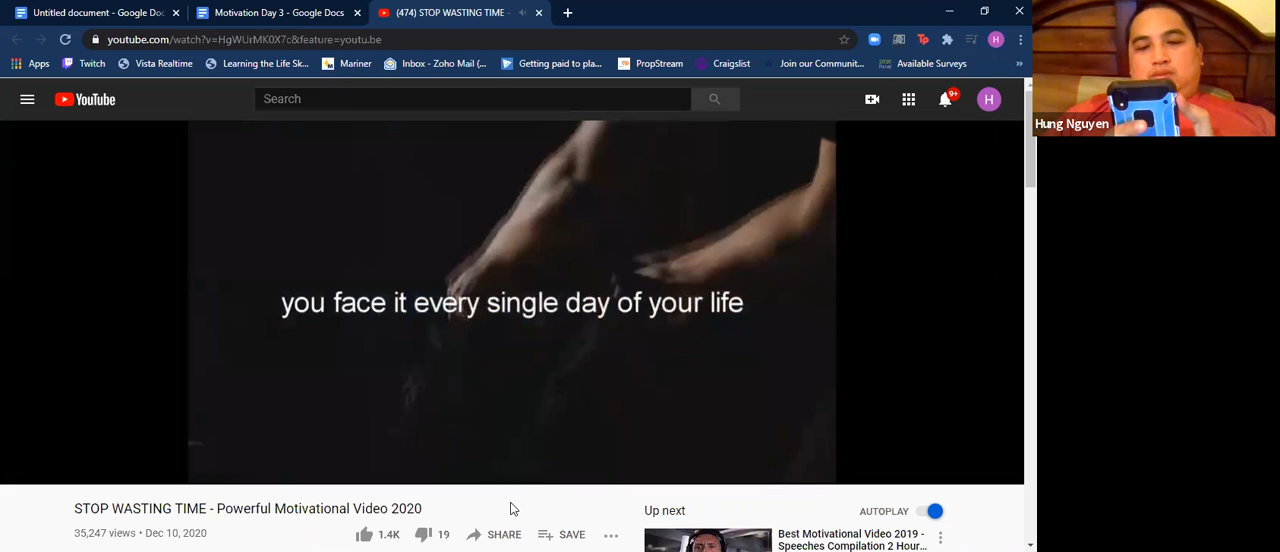 Untitled document - Google Doc
Motivation Day 3 - Google Docs
(474) STOP WASTING TIME -
youtube.com/watch?v=HgWUrMK0X7c&feature=youtu.be
Apps
Twitch
Vista Realtime
Learning the Life Sk...
Mariner
Inbox - Zoho Mail (...
Getting paid to pla...
PropStream
Craigslist
Join our Communit...
Available Surveys
YouTube
Search
9+
H
Hung Nguyen
you face it every single day of your life
STOP WASTING TIME - Powerful Motivational Video 2020
35,247 views • Dec 10, 2020
1.4K
19
SHARE
SAVE
Up next
AUTOPLAY
Best Motivational Video 2019 -
Speeches Compilation 2 Hour...